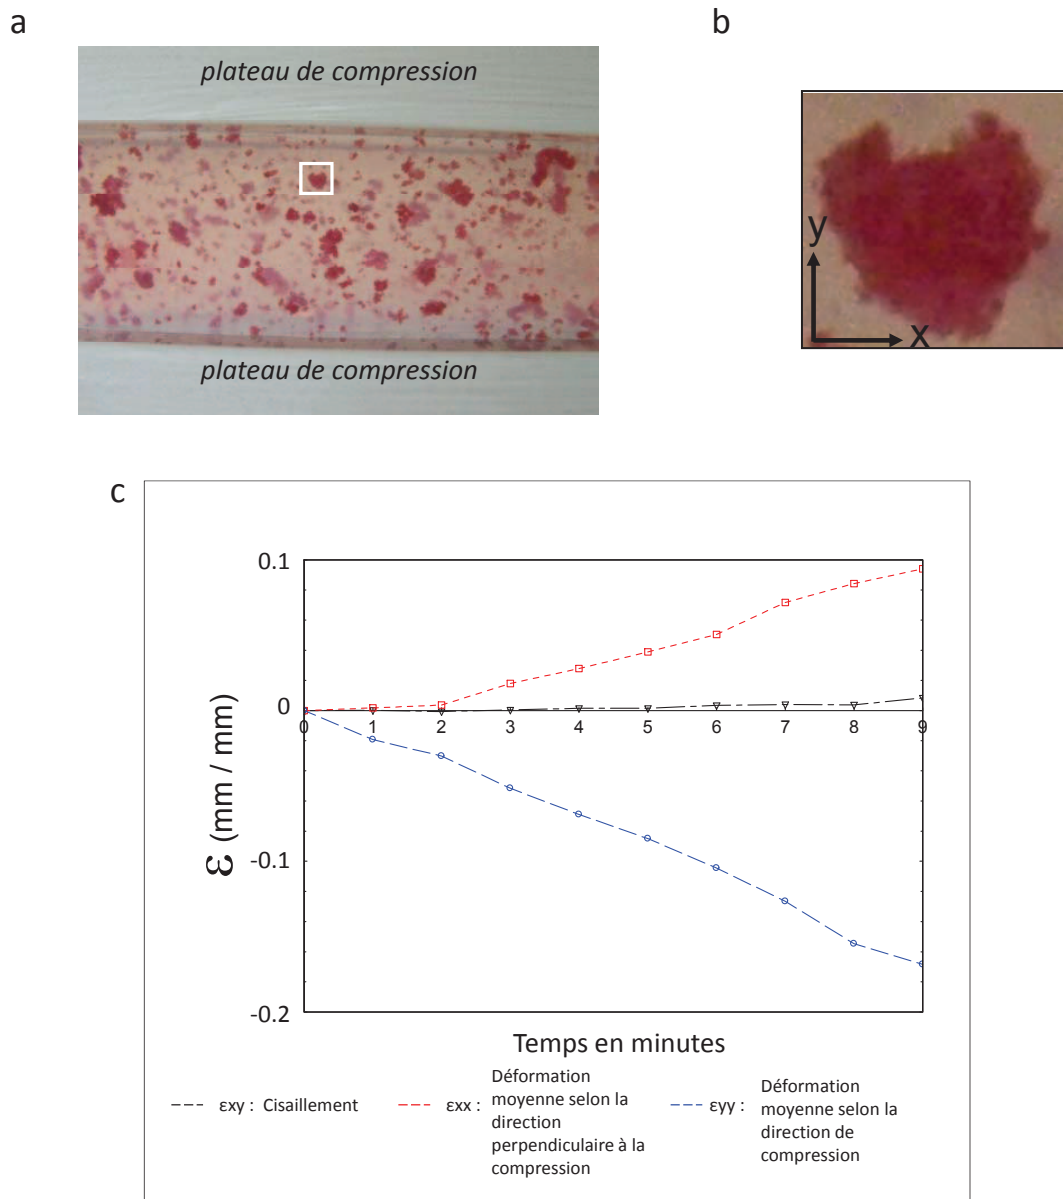 a
b
plateau de compression
y
x
plateau de compression
c
0.1
0
-0.1
-0.2
ε (mm / mm)
0 1 2 3 4 5 6 7 8 9
Temps en minutes
εxy : Cisaillement
εxx :
Déformation
moyenne selon la
direction
perpendiculaire à la
compression
εyy :
Déformation
moyenne selon la
direction de
compression